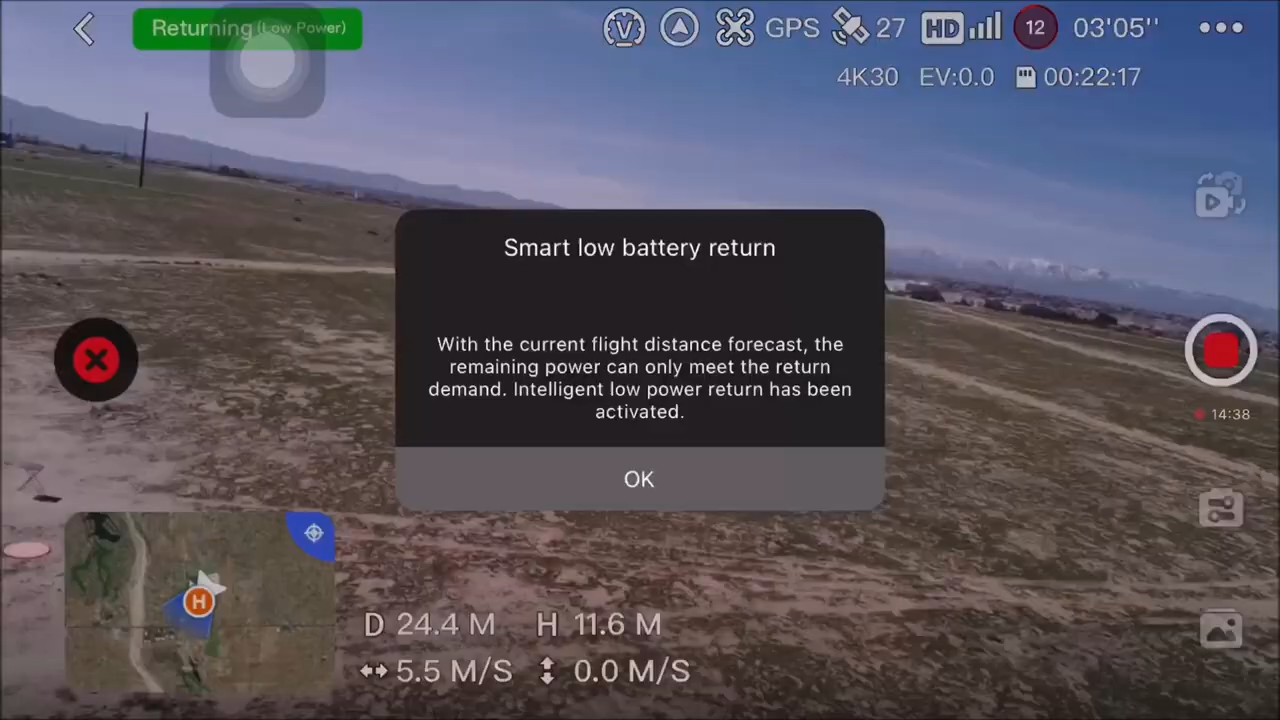 Returning (Low Power)
GPS 27 HD 12 03'05''
4K30 EV:0.0 00:22:17
Smart low battery return
With the current flight distance forecast, the
remaining power can only meet the return
demand. Intelligent low power return has been
activated.
OK
14:38
H
D 24.4 M H 11.6 M
5.5 M/S 0.0 M/S